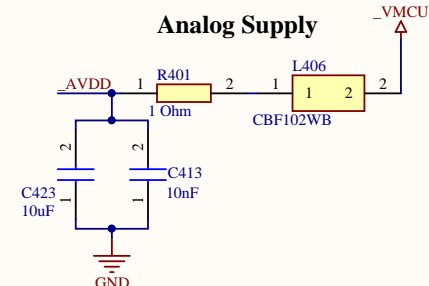 Analog Supply
_VMCU
_AVDD
1
R401
2
1 Ohm
1
L406
1
2
2
CBF102WB
2
2
C423
10uF
1
C413
10nF
1
GND